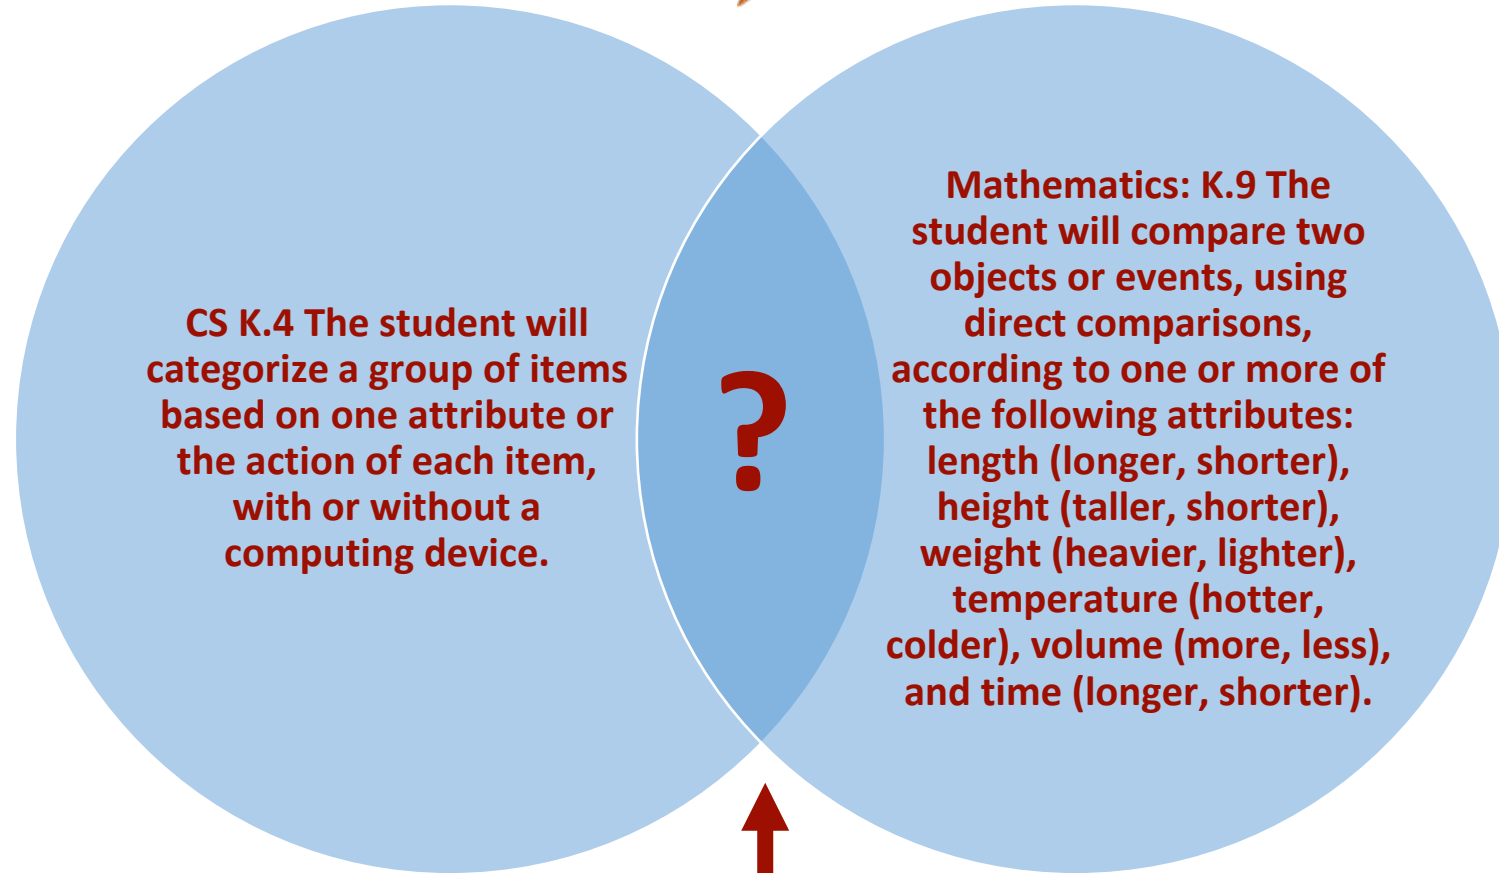 CS K.4 The student will
categorize a group of items
based on one attribute or
the action of each item,
with or without a
computing device.
?
Mathematics: K.9 The
student will compare two
objects or events, using
direct comparisons,
according to one or more of
the following attributes:
length (longer, shorter),
height (taller, shorter),
weight (heavier, lighter),
temperature (hotter,
colder), volume (more, less),
and time (longer, shorter).